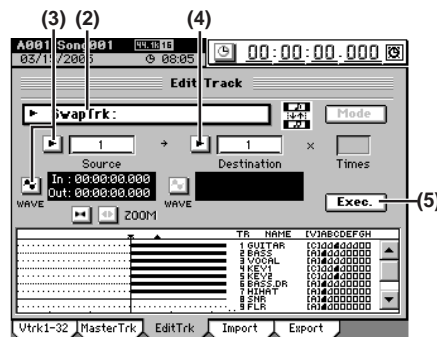 (3) (2) (4)
A001 Song001 44.1k 16
03/15/2005 08:05
00:00:00.000
Edit Track
SwapTrk:
Mode
1 → 1 ×
Source Destination Times
In : 00:00:00.000
Out: 00:00:00.000
WAVE WAVE
Exec. (5)
ZOOM
TR NAME [V]ABCDEFGH
1 GUITAR
2 BASS
3 VOCAL
4 KEY1
5 KEY2
6 BASS.DR
7 HIHAT
8 SNR
9 FLR
Vtrk1-32 MasterTrk EditTrk Import Export